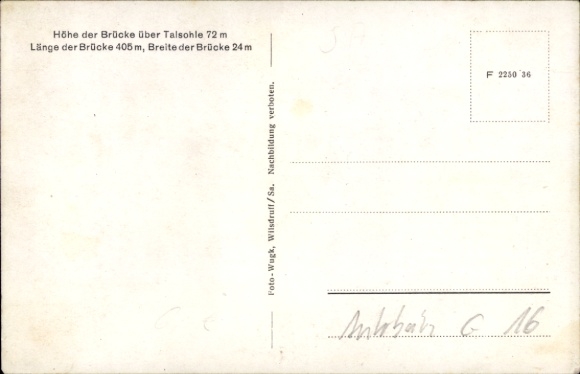 Höhe der Brücke über Talsohle 72 m
Länge der Brücke 405 m, Breite der Brücke 24 m
Foto-Wugk, Wilsdruff/Sa. Nachbildung verboten.
F 2250 36
G 16